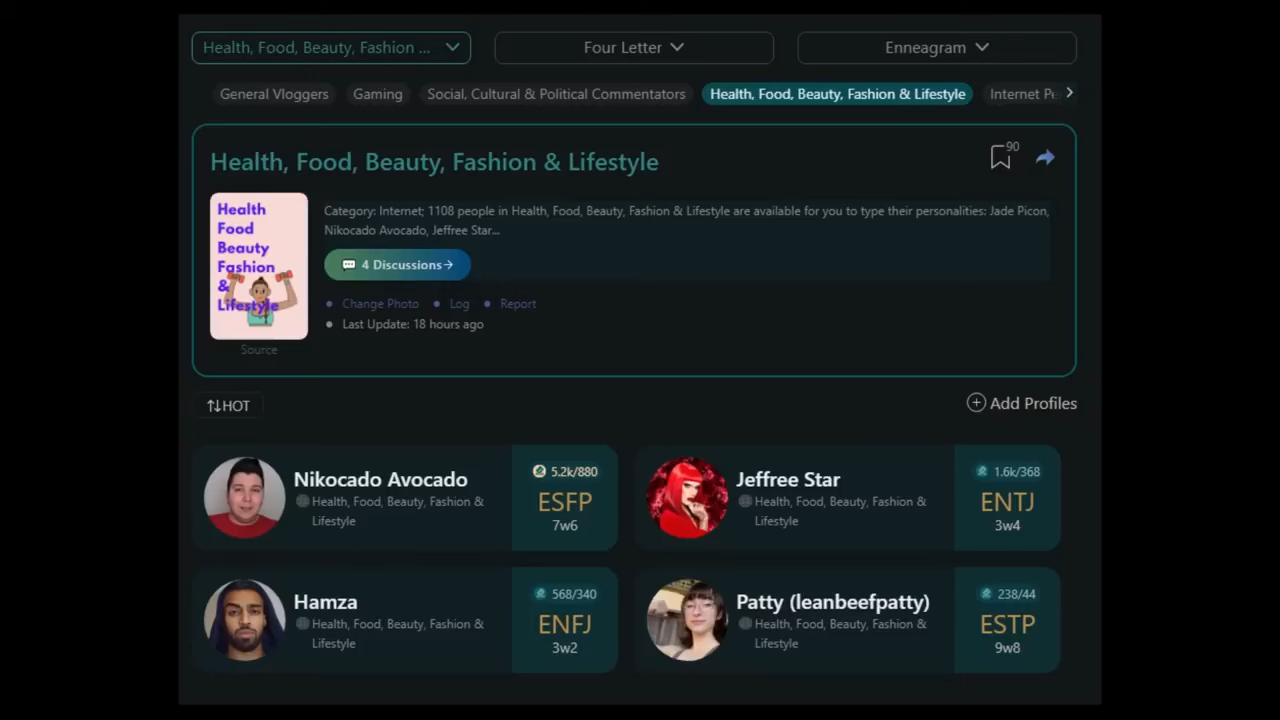 Health, Food, Beauty, Fashion ...
Four Letter
Enneagram
General Vloggers
Gaming
Social, Cultural & Political Commentators
Health, Food, Beauty, Fashion & Lifestyle
Internet Pe
Health, Food, Beauty, Fashion & Lifestyle
90
Health
Food
Beauty
Fashion
&
Lifestyle
Source
Category: Internet; 1108 people in Health, Food, Beauty, Fashion & Lifestyle are available for you to type their personalities: Jade Picon,
Nikocado Avocado, Jeffree Star...
4 Discussions→
Change Photo
Log
Report
Last Update: 18 hours ago
HOT
Add Profiles
Nikocado Avocado
Health, Food, Beauty, Fashion &
Lifestyle
5.2k/880
ESFP
7w6
Jeffree Star
Health, Food, Beauty, Fashion &
Lifestyle
1.6k/368
ENTJ
3w4
Hamza
Health, Food, Beauty, Fashion &
Lifestyle
568/340
ENFJ
3w2
Patty (leanbeefpatty)
Health, Food, Beauty, Fashion &
Lifestyle
238/44
ESTP
9w8